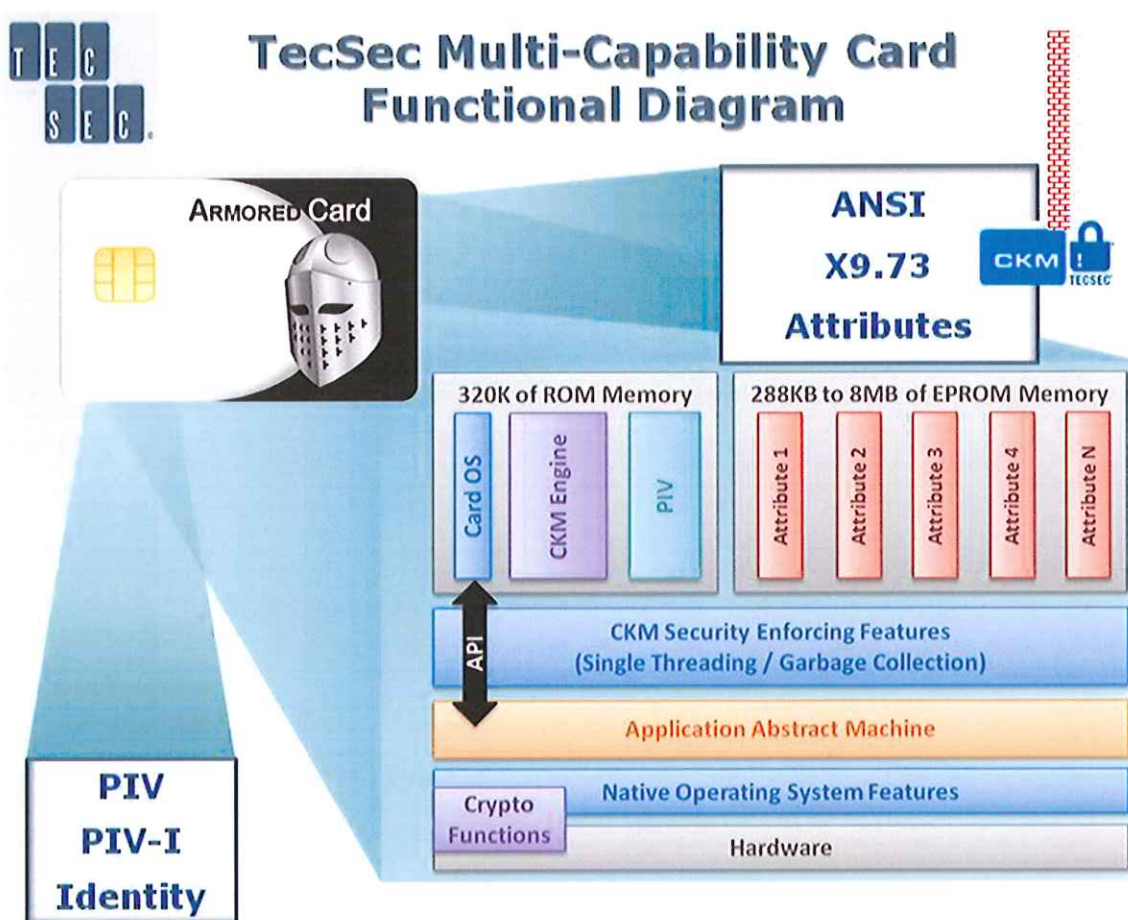 TEC
SEC®
TecSec Multi-Capability Card
Functional Diagram
ARMORED Card
ANSI
X9.73
Attributes
CKM
TECSEC
320K of ROM Memory
288KB to 8MB of EPROM Memory
Card OS
CKM Engine
PIV
Attribute 1
Attribute 2
Attribute 3
Attribute 4
Attribute N
API
CKM Security Enforcing Features
(Single Threading / Garbage Collection)
Application Abstract Machine
Native Operating System Features
Crypto
Functions
Hardware
PIV
PIV-I
Identity